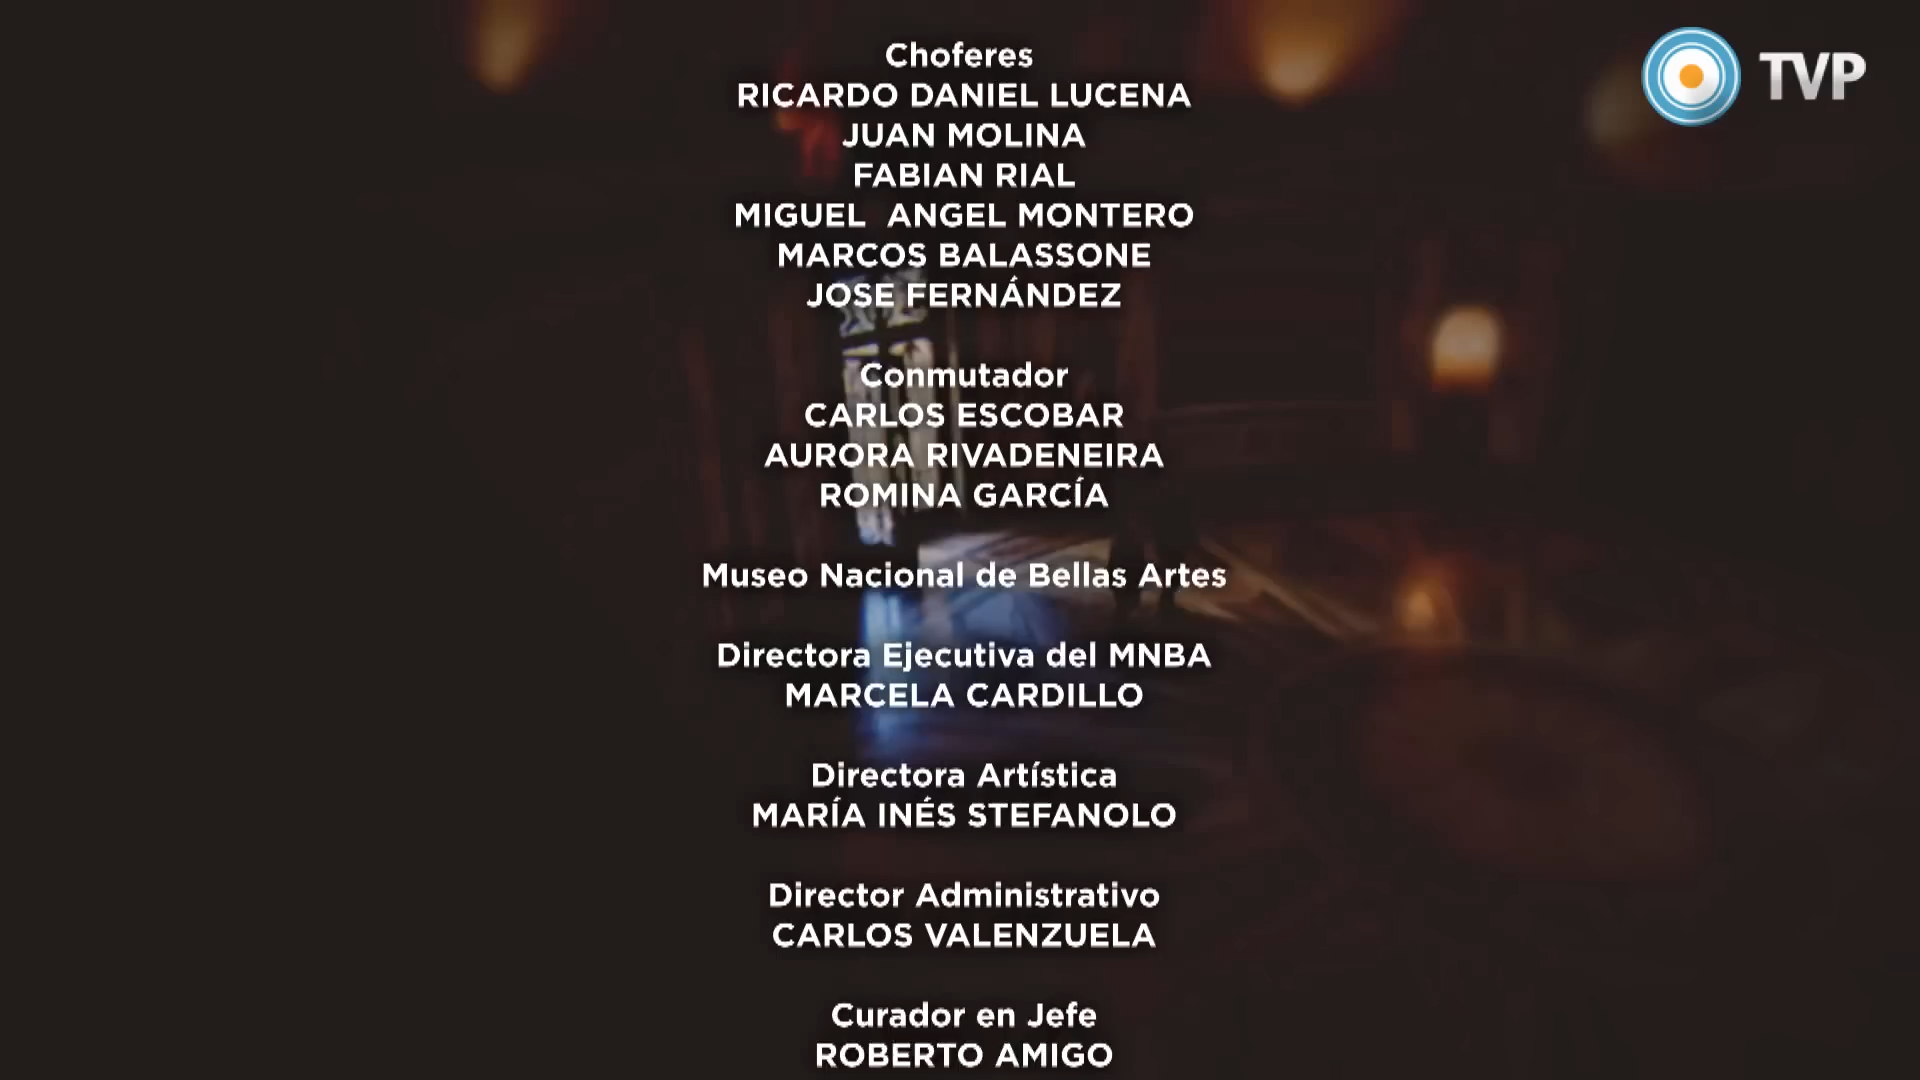 Choferes
RICARDO DANIEL LUCENA
JUAN MOLINA
FABIAN RIAL
MIGUEL  ANGEL MONTERO
MARCOS BALASSONE
JOSE FERNÁNDEZ
Conmutador
CARLOS ESCOBAR
AURORA RIVADENEIRA
ROMINA GARCÍA
Museo Nacional de Bellas Artes
Directora Ejecutiva del MNBA
MARCELA CARDILLO
Directora Artística
MARÍA INÉS STEFANOLO
Director Administrativo
CARLOS VALENZUELA
Curador en Jefe
ROBERTO AMIGO
TVP